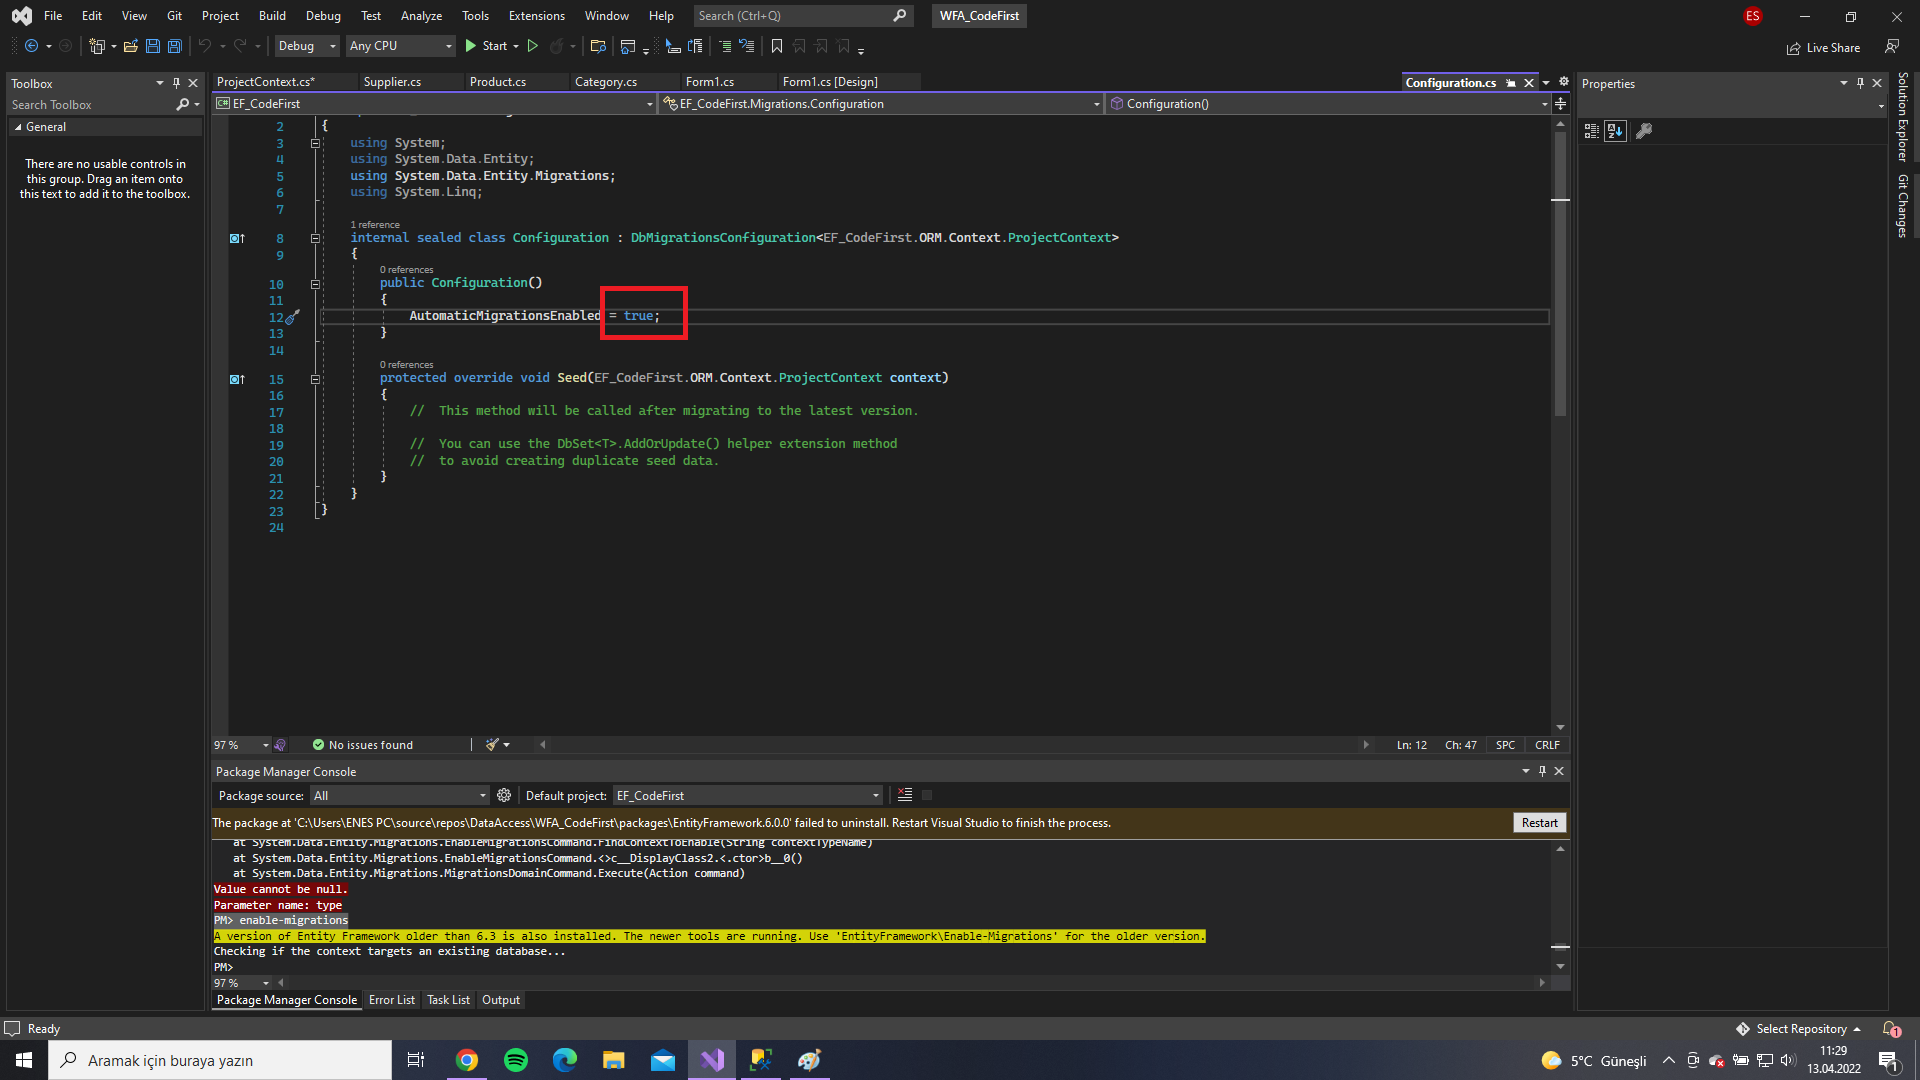 File Edit View Git Project Build Debug Test Analyze Tools Extensions Window Help Search (Ctrl+Q) WFA_CodeFirst ES
Debug Any CPU Start Live Share
Toolbox
Search Toolbox
General
There are no usable controls in
this group. Drag an item onto
this text to add it to the toolbox.
ProjectContext.cs* Supplier.cs Product.cs Category.cs Form1.cs Form1.cs [Design] Configuration.cs
EF_CodeFirst EF_CodeFirst.Migrations.Configuration Configuration()
2 {
3 using System;
4 using System.Data.Entity;
5 using System.Data.Entity.Migrations;
6 using System.Linq;
7
1 reference
8 internal sealed class Configuration : DbMigrationsConfiguration<EF_CodeFirst.ORM.Context.ProjectContext>
9 {
0 references
10 public Configuration()
11 {
12 AutomaticMigrationsEnabled = true;
13 }
14
0 references
15 protected override void Seed(EF_CodeFirst.ORM.Context.ProjectContext context)
16 {
17 //  This method will be called after migrating to the latest version.
18
19 //  You can use the DbSet<T>.AddOrUpdate() helper extension method
20 //  to avoid creating duplicate seed data.
21 }
22 }
23 }
24
97 % No issues found Ln: 12 Ch: 47 SPC CRLF
Package Manager Console
Package source: All Default project: EF_CodeFirst
The package at 'C:\Users\ENES PC\source\repos\DataAccess\WFA_CodeFirst\packages\EntityFramework.6.0.0' failed to uninstall. Restart Visual Studio to finish the process. Restart
at System.Data.Entity.Migrations.EnableMigrationsCommand.FindContextToEnable(String contextTypeName)
at System.Data.Entity.Migrations.EnableMigrationsCommand.<>c__DisplayClass2.<.ctor>b__0()
at System.Data.Entity.Migrations.MigrationsDomainCommand.Execute(Action command)
Value cannot be null.
Parameter name: type
PM> enable-migrations
A version of Entity Framework older than 6.3 is also installed. The newer tools are running. Use 'EntityFramework\Enable-Migrations' for the older version.
Checking if the context targets an existing database...
PM>
97 %
Package Manager Console Error List Task List Output
Properties
Solution Explorer
Git Changes
Ready Select Repository 1
Aramak için buraya yazın 5°C Güneşli 11:29
13.04.2022 1